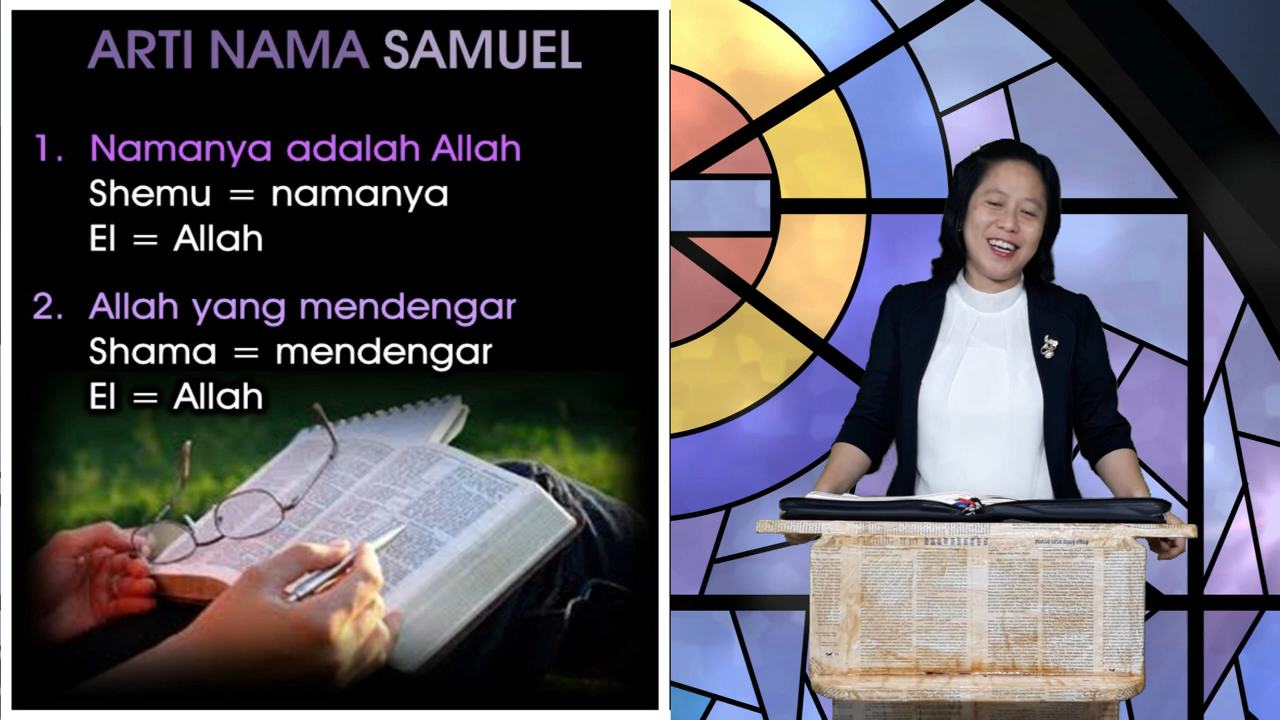 ARTI NAMA SAMUEL
1. Namanya adalah Allah
Shemu = namanya
El = Allah
2. Allah yang mendengar
Shama = mendengar
El = Allah